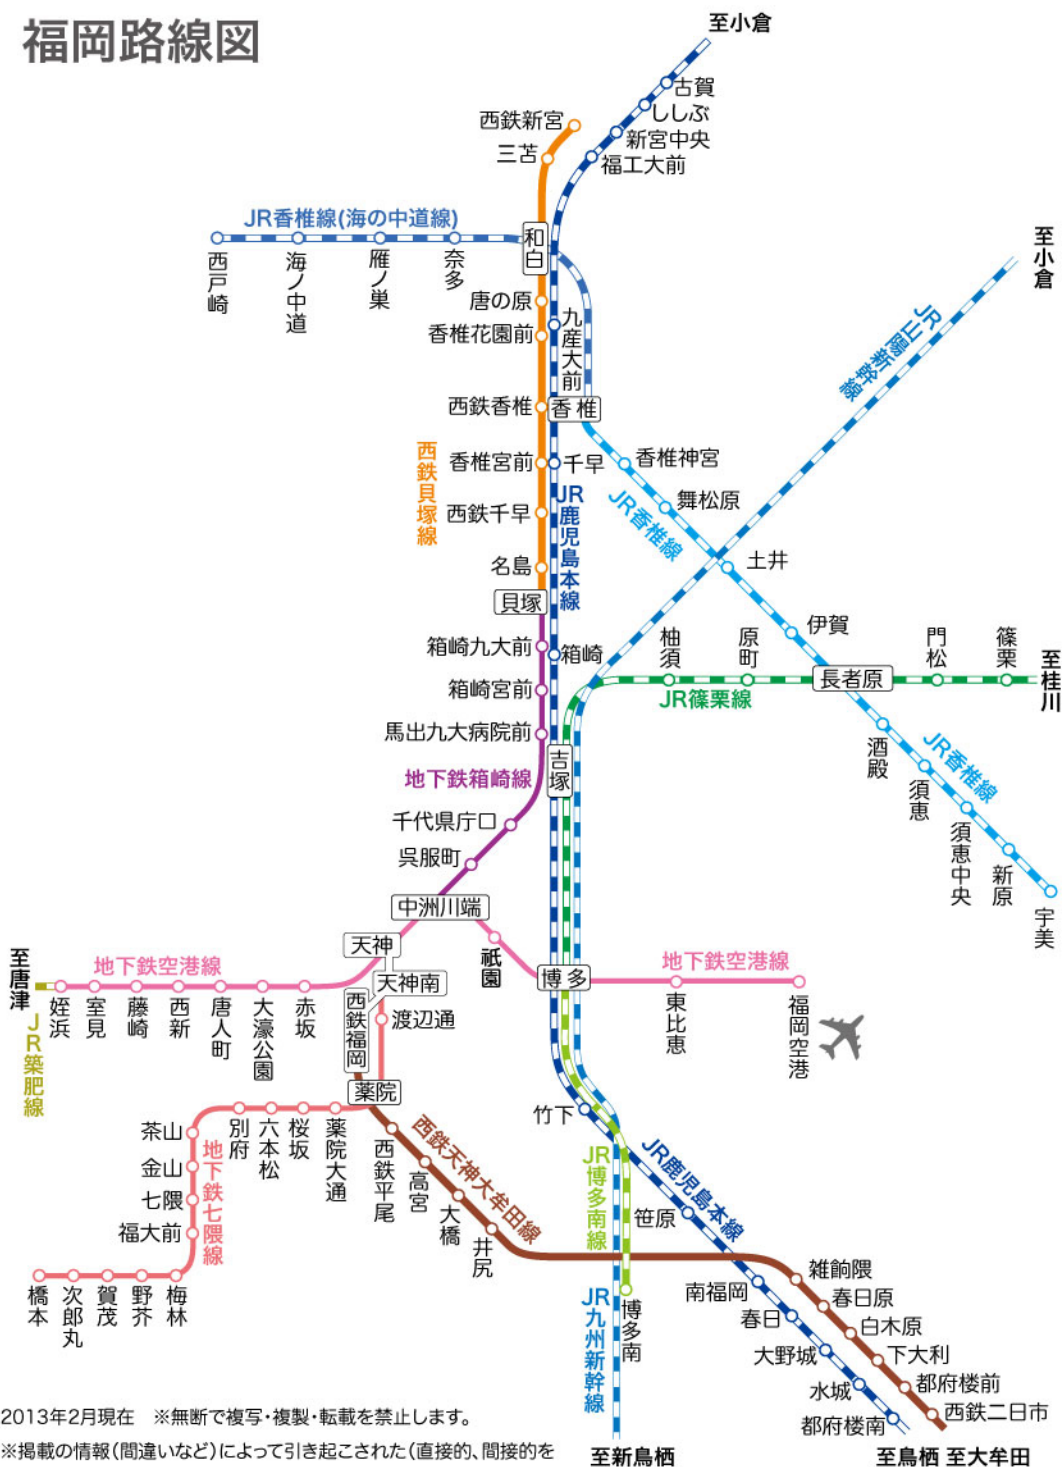 福岡路線図
至小倉
古賀
ししぶ
新宮中央
福工大前
西鉄新宮
三苫
JR香椎線(海の中道線)
西戸崎
海ノ中道
雁ノ巣
奈多
和白
至小倉
唐の原
香椎花園前
九産大前
JR山陽新幹線
西鉄香椎
香椎
西鉄貝塚線
香椎宮前
千早
香椎神宮
西鉄千早
JR鹿児島本線
JR香椎線
舞松原
名島
土井
貝塚
伊賀
箱崎九大前
箱崎
柚須
原町
長者原
門松
篠栗
至桂川
箱崎宮前
JR篠栗線
馬出九大病院前
吉塚
酒殿
JR香椎線
須恵
須恵中央
新原
宇美
地下鉄箱崎線
千代県庁口
呉服町
中洲川端
天神
祇園
至唐津
地下鉄空港線
博多
地下鉄空港線
天神南
姪浜
室見
藤崎
西新
唐人町
大濠公園
赤坂
西鉄福岡
渡辺通
東比恵
福岡空港
JR築肥線
薬院
竹下
茶山
別府
六本松
桜坂
薬院大通
西鉄平尾
西鉄天神大牟田線
金山
地下鉄七隈線
高宮
JR博多南線
JR鹿児島本線
七隈
大橋
笹原
福大前
井尻
橋本
次郎丸
賀茂
野芥
梅林
雑餉隈
南福岡
JR九州新幹線
博多南
春日原
春日
白木原
大野城
下大利
水城
都府楼前
都府楼南
西鉄二日市
2013年2月現在　※無断で複写・複製・転載を禁止します。
※掲載の情報(間違いなど)によって引き起こされた(直接的、間接的を
至新鳥栖
至鳥栖
至大牟田